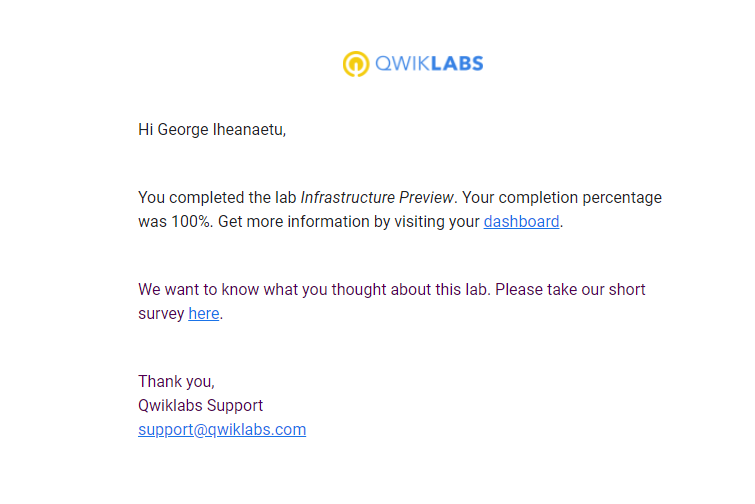 QWIKLABS
Hi George Iheanaetu,
You completed the lab Infrastructure Preview. Your completion percentage
was 100%. Get more information by visiting your dashboard.
We want to know what you thought about this lab. Please take our short
survey here.
Thank you,
Qwiklabs Support
support@qwiklabs.com